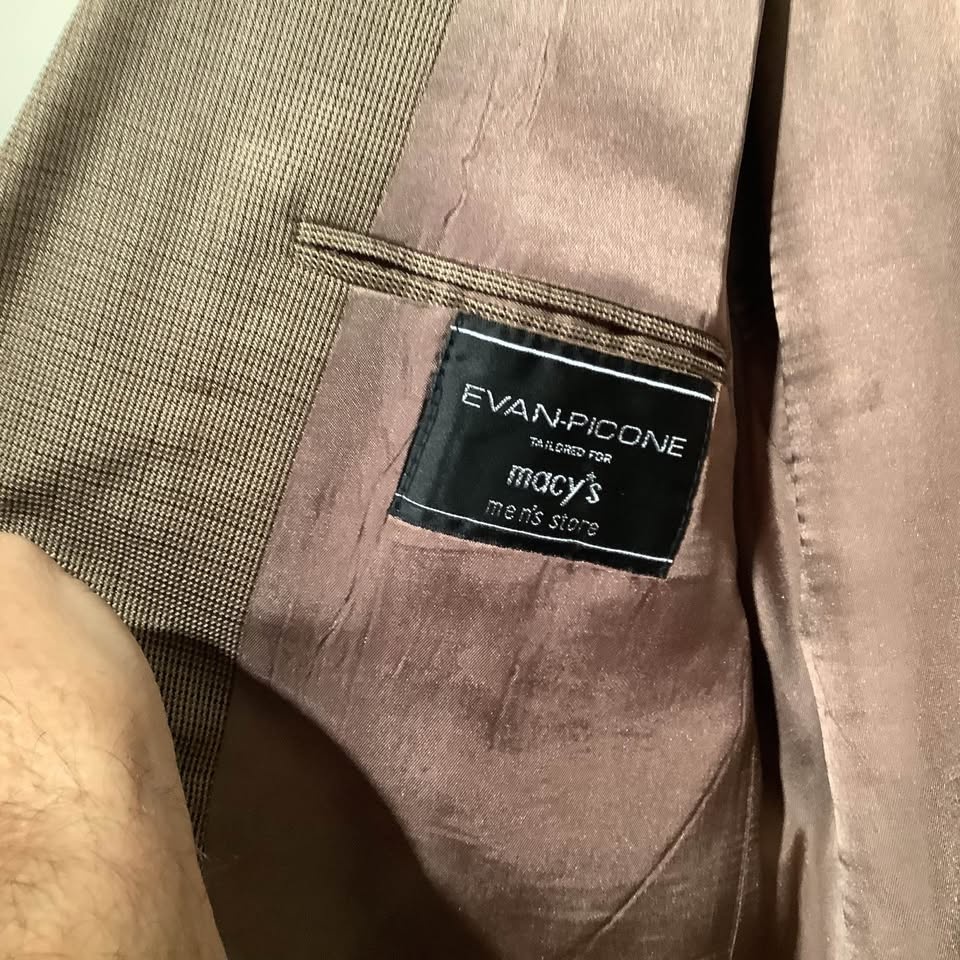 EVAN-PICONE
TAILORED FOR
macy's
men's store